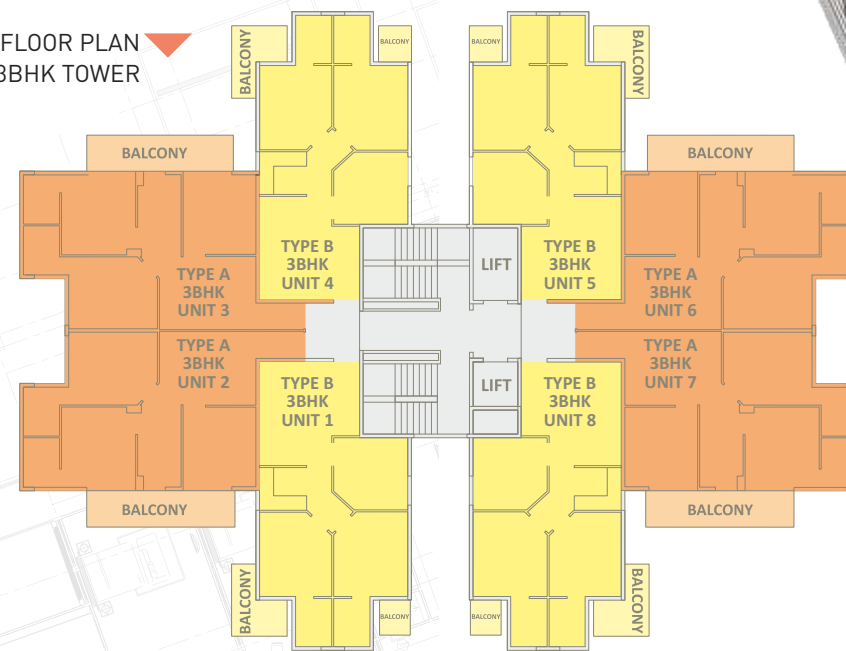 FLOOR PLAN
3BHK TOWER
BALCONY
BALCONY
BALCONY
BALCONY
BALCONY
BALCONY
TYPE B
3BHK
UNIT 4
TYPE B
3BHK
UNIT 5
LIFT
TYPE A
3BHK
UNIT 3
TYPE A
3BHK
UNIT 6
TYPE A
3BHK
UNIT 2
TYPE A
3BHK
UNIT 7
TYPE B
3BHK
UNIT 1
LIFT
TYPE B
3BHK
UNIT 8
BALCONY
BALCONY
BALCONY
BALCONY
BALCONY
BALCONY